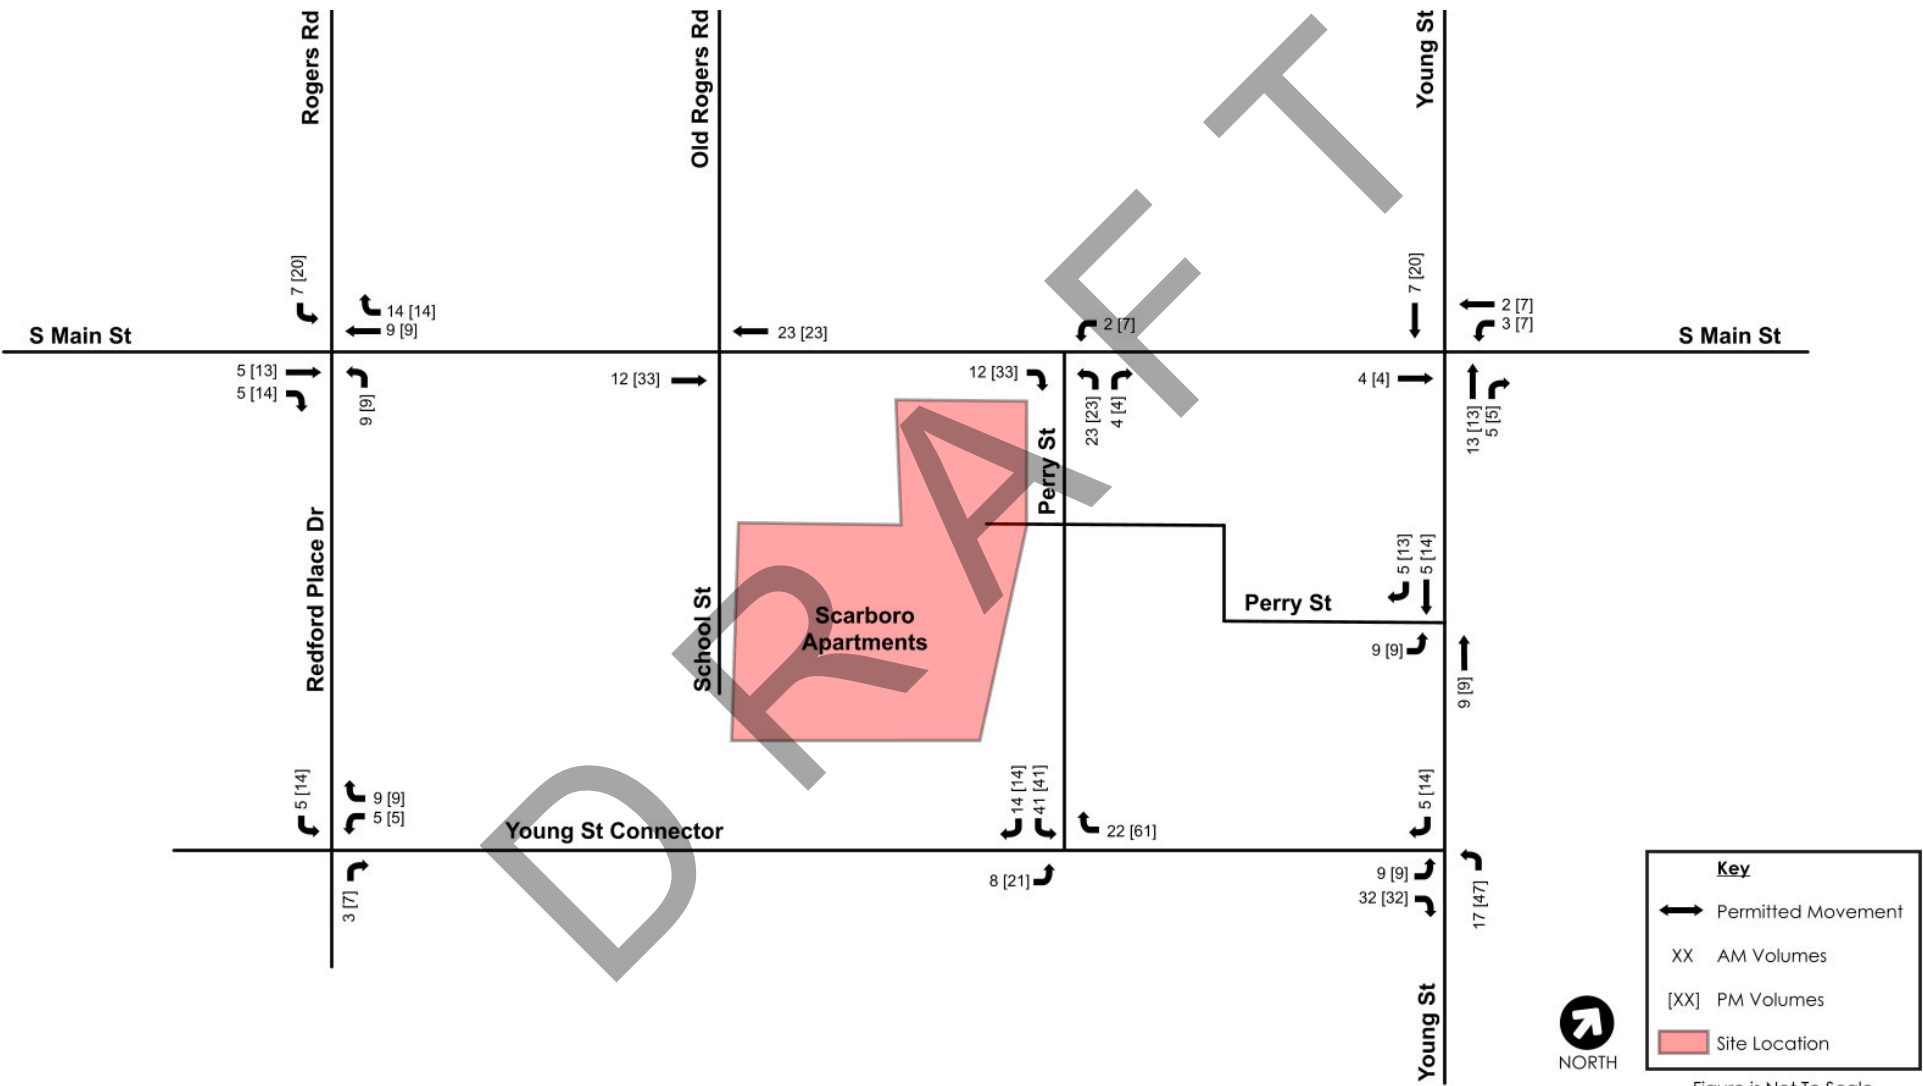 Rogers Rd
Old Rogers Rd
Young St
7 [20]
14 [14]
9 [9]
S Main St
5 [13]
5 [14]
9 [9]
23 [23]
12 [33]
2 [7]
12 [33]
23 [23]
4 [4]
7 [20]
2 [7]
3 [7]
S Main St
4 [4]
13 [13]
5 [5]
Perry St
Redford Place Dr
School St
Scarboro
Apartments
Perry St
5 [13]
5 [14]
9 [9]
9 [9]
5 [14]
9 [9]
5 [5]
3 [7]
Young St Connector
14 [14]
41 [41]
22 [61]
8 [21]
5 [14]
9 [9]
32 [32]
17 [47]
Young St
DRAFT
NORTH
Key
Permitted Movement
XX AM Volumes
[XX] PM Volumes
Site Location
Figure is Not To Scale